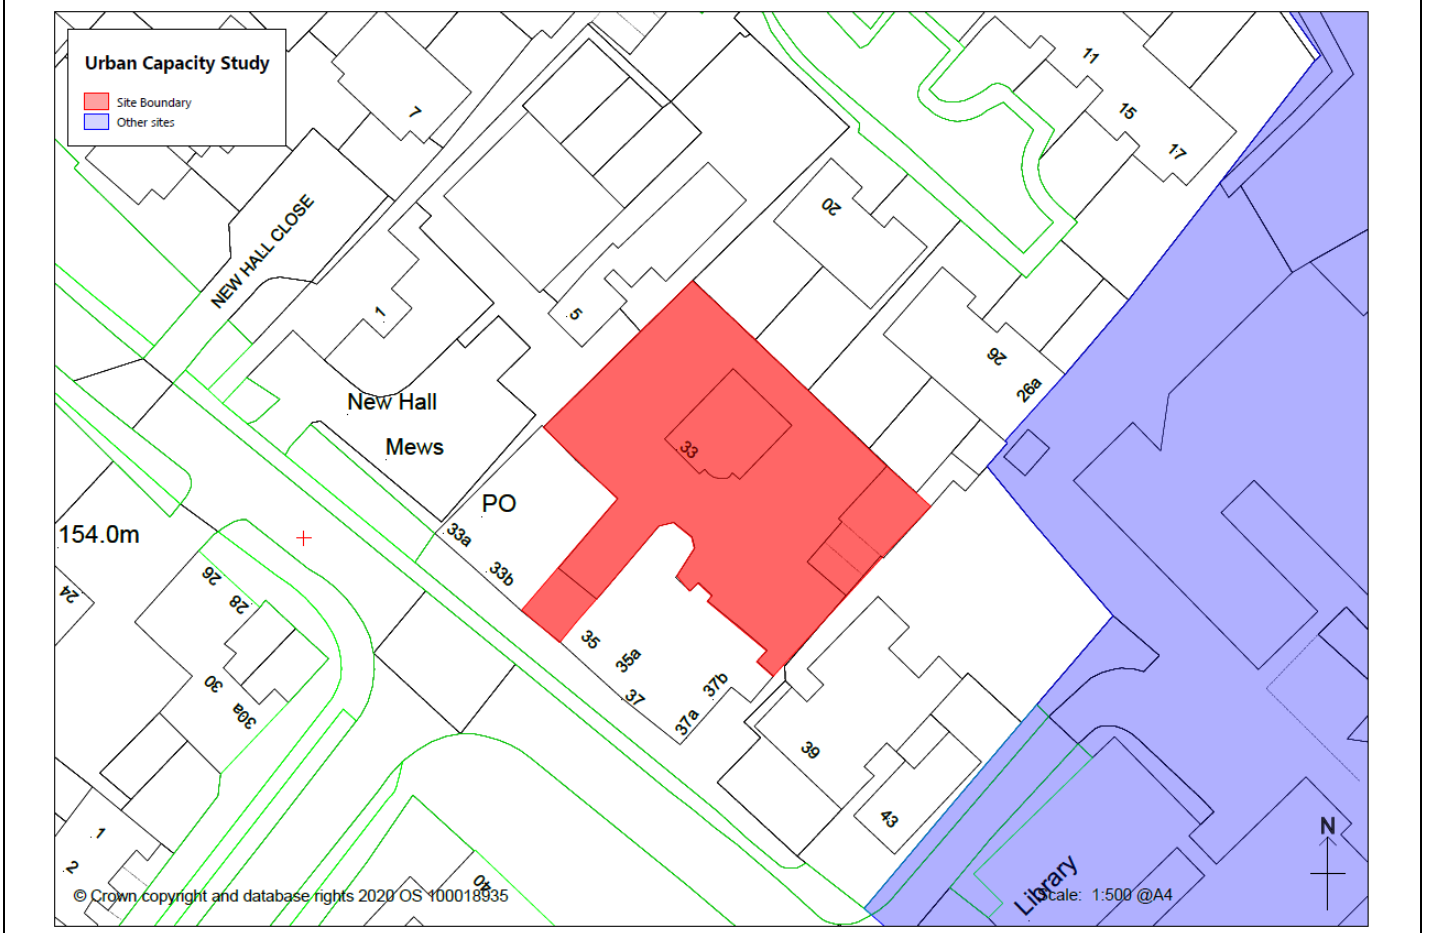 Urban Capacity Study
Site Boundary
Other sites
7
11
15
17
20
NEW HALL CLOSE
1
5
26
26a
New Hall
Mews
33
PO
33a
33b
154.0m
24
26
28
30
30a
35
35a
37
37a
37b
39
43
1
2
40
Library
N
© Crown copyright and database rights 2020 OS 100018935
Scale: 1:500 @A4